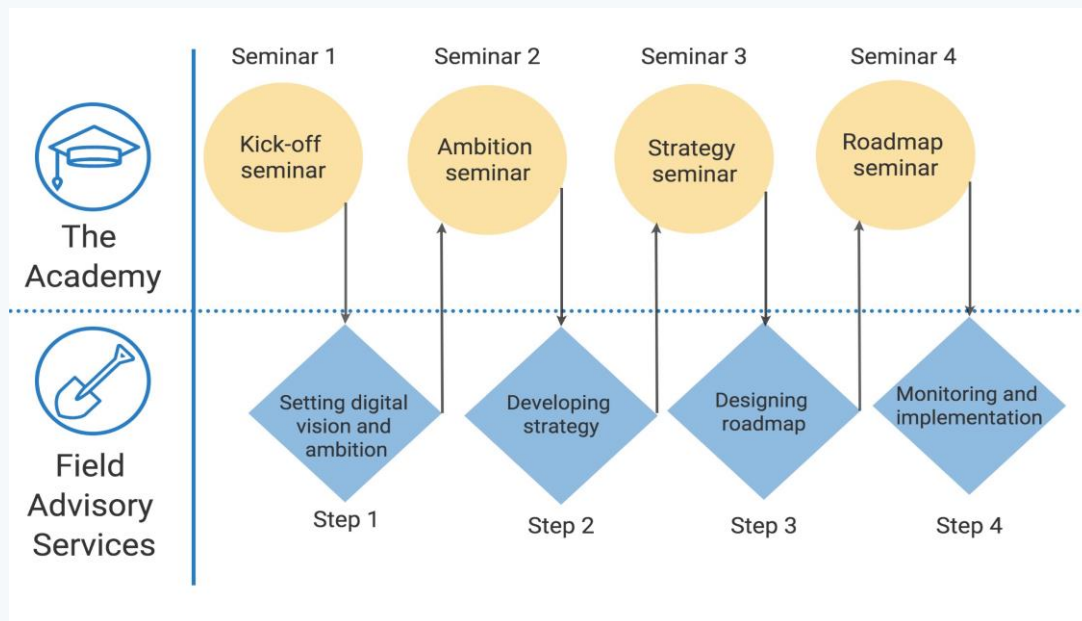 Seminar 1
Seminar 2
Seminar 3
Seminar 4
Kick-off
seminar
Ambition
seminar
Strategy
seminar
Roadmap
seminar
The
Academy
Setting digital
vision and
ambition
Developing
strategy
Designing
roadmap
Monitoring and
implementation
Field
Advisory
Services
Step 1
Step 2
Step 3
Step 4